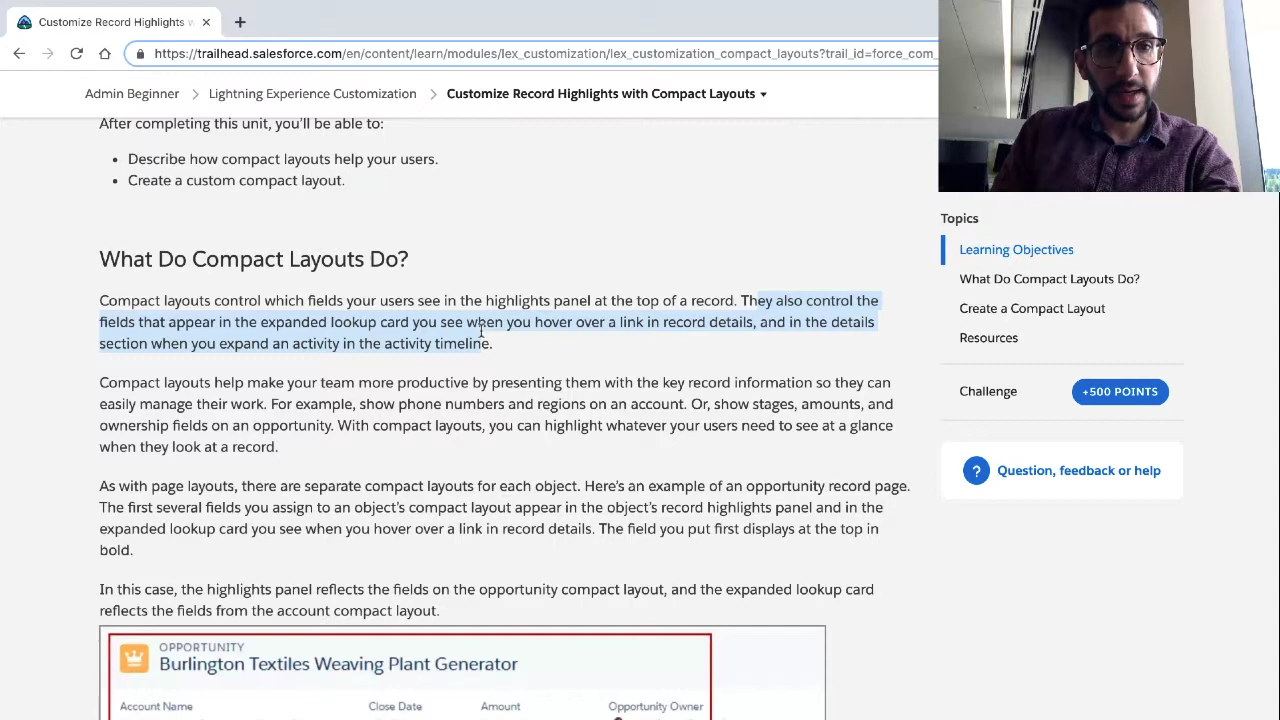 Customize Record Highlights w
https://trailhead.salesforce.com/en/content/learn/modules/lex_customization/lex_customization_compact_layouts?trail_id=force_com_
Admin Beginner
Lightning Experience Customization
Customize Record Highlights with Compact Layouts
After completing this unit, you'll be able to:
• Describe how compact layouts help your users.
• Create a custom compact layout.
What Do Compact Layouts Do?
Compact layouts control which fields your users see in the highlights panel at the top of a record. They also control the
fields that appear in the expanded lookup card you see when you hover over a link in record details, and in the details
section when you expand an activity in the activity timeline.
Compact layouts help make your team more productive by presenting them with the key record information so they can
easily manage their work. For example, show phone numbers and regions on an account. Or, show stages, amounts, and
ownership fields on an opportunity. With compact layouts, you can highlight whatever your users need to see at a glance
when they look at a record.
As with page layouts, there are separate compact layouts for each object. Here's an example of an opportunity record page.
The first several fields you assign to an object's compact layout appear in the object's record highlights panel and in the
expanded lookup card you see when you hover over a link in record details. The field you put first displays at the top in
bold.
In this case, the highlights panel reflects the fields on the opportunity compact layout, and the expanded lookup card
reflects the fields from the account compact layout.
OPPORTUNITY
Burlington Textiles Weaving Plant Generator
Account Name Close Date Amount Opportunity Owner
Topics
Learning Objectives
What Do Compact Layouts Do?
Create a Compact Layout
Resources
Challenge +500 POINTS
? Question, feedback or help